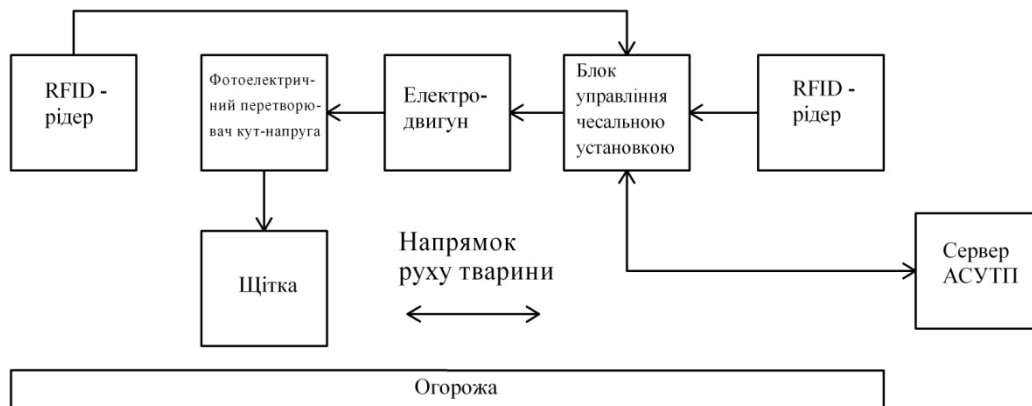 RFID -
рідер
Фотоелектрич-
ний перетворю-
вач кут-напруга
Електро-
двигун
Блок
управління
чесальною
установкою
RFID -
рідер
Щітка
Напрямок
руху тварини
Сервер
АСУТП
Огорожа